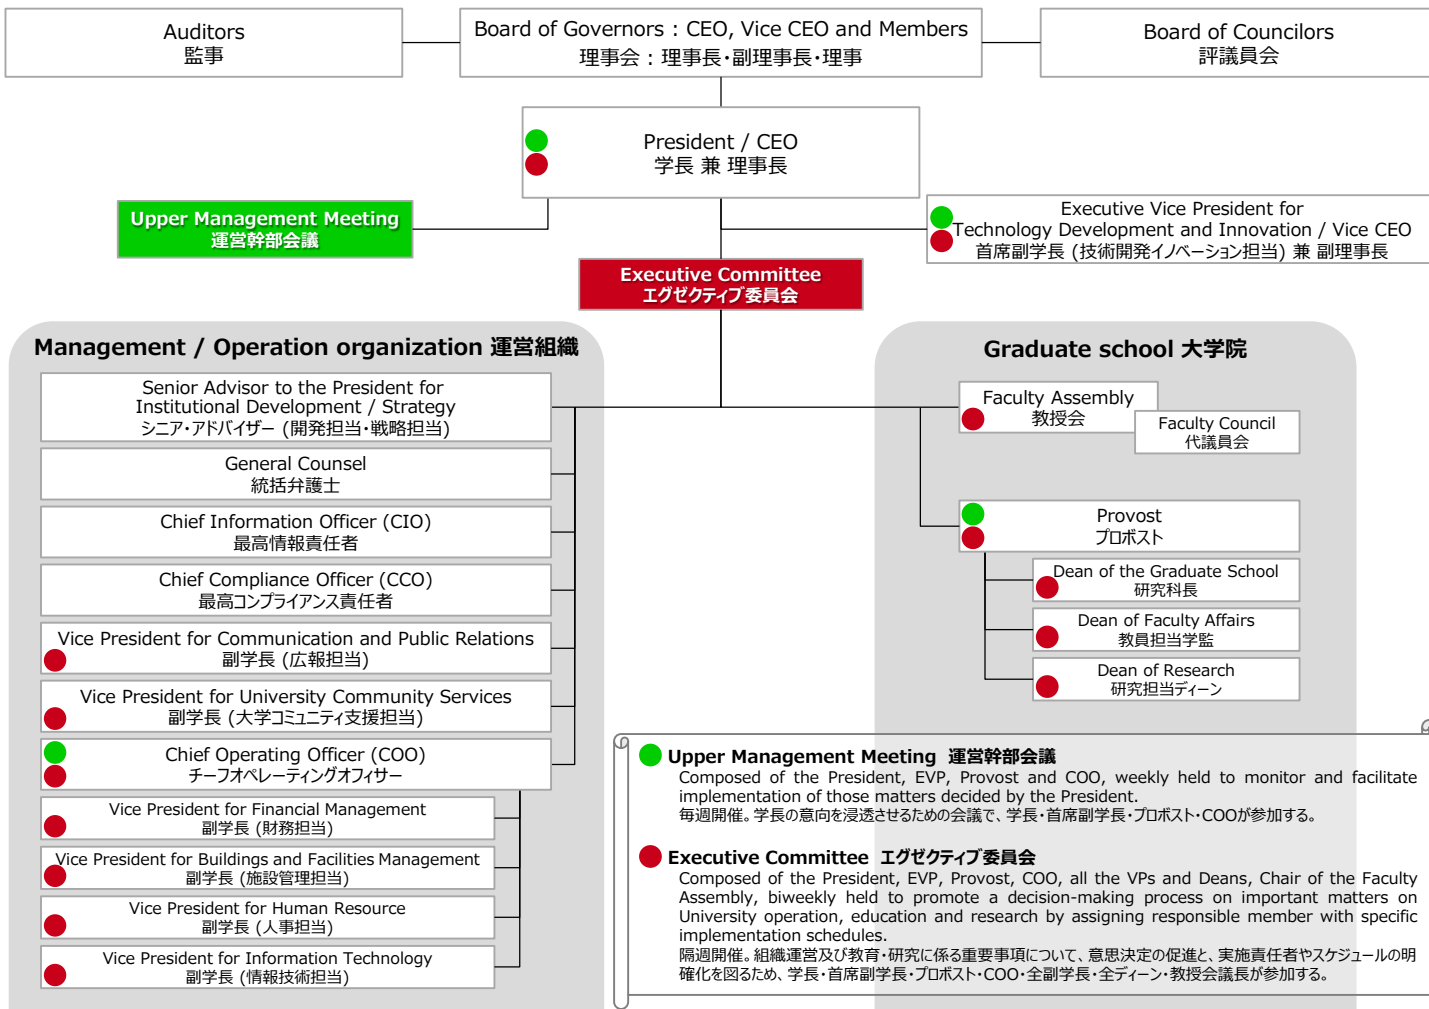 Auditors
監事
Board of Governors : CEO, Vice CEO and Members
理事会 : 理事長・副理事長・理事
Board of Councilors
評議員会
President / CEO
学長 兼 理事長
Upper Management Meeting
運営幹部会議
Executive Vice President for
Technology Development and Innovation / Vice CEO
首席副学長 (技術開発イノベーション担当) 兼 副理事長
Executive Committee
エグゼクティブ委員会
Management / Operation organization 運営組織
Senior Advisor to the President for
Institutional Development / Strategy
シニア・アドバイザー (開発担当・戦略担当)
General Counsel
統括弁護士
Chief Information Officer (CIO)
最高情報責任者
Chief Compliance Officer (CCO)
最高コンプライアンス責任者
Vice President for Communication and Public Relations
副学長 (広報担当)
Vice President for University Community Services
副学長 (大学コミュニティ支援担当)
Chief Operating Officer (COO)
チーフオペレーティングオフィサー
Vice President for Financial Management
副学長 (財務担当)
Vice President for Buildings and Facilities Management
副学長 (施設管理担当)
Vice President for Human Resource
副学長 (人事担当)
Vice President for Information Technology
副学長 (情報技術担当)
Graduate school 大学院
Faculty Assembly
教授会
Faculty Council
代議員会
Provost
プロボスト
Dean of the Graduate School
研究科長
Dean of Faculty Affairs
教員担当学監
Dean of Research
研究担当ディーン
Upper Management Meeting 運営幹部会議
Composed of the President, EVP, Provost and COO, weekly held to monitor and facilitate
implementation of those matters decided by the President.
毎週開催。学長の意向を浸透させるための会議で、学長・首席副学長・プロボスト・COOが参加する。
Executive Committee エグゼクティブ委員会
Composed of the President, EVP, Provost, COO, all the VPs and Deans, Chair of the Faculty
Assembly, biweekly held to promote a decision-making process on important matters on
University operation, education and research by assigning responsible member with specific
implementation schedules.
隔週開催。組織運営及び教育・研究に係る重要事項について、意思決定の促進と、実施責任者やスケジュールの明
確化を図るため、学長・首席副学長・プロボスト・COO・全副学長・全ディーン・教授会議長が参加する。